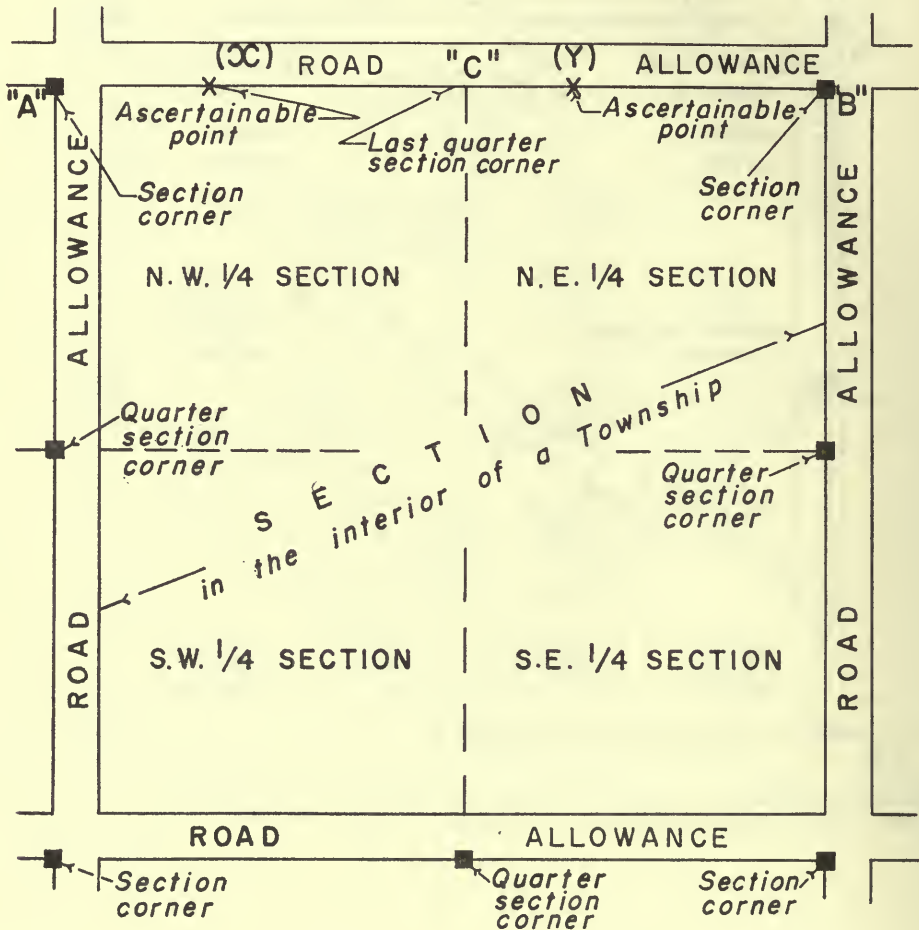 (X) ROAD "C" (Y) ALLOWANCE
"A" "B"
Ascertainable point
Last quarter section corner
Ascertainable point
Section corner
Section corner
ALLOWANCE
ALLOWANCE
N. W. 1/4 SECTION
N. E. 1/4 SECTION
SECTION
in the interior of a Township
Quarter section corner
Quarter section corner
ROAD
ROAD
S.W. 1/4 SECTION
S.E. 1/4 SECTION
ROAD ALLOWANCE
Section corner
Quarter section corner
Section corner